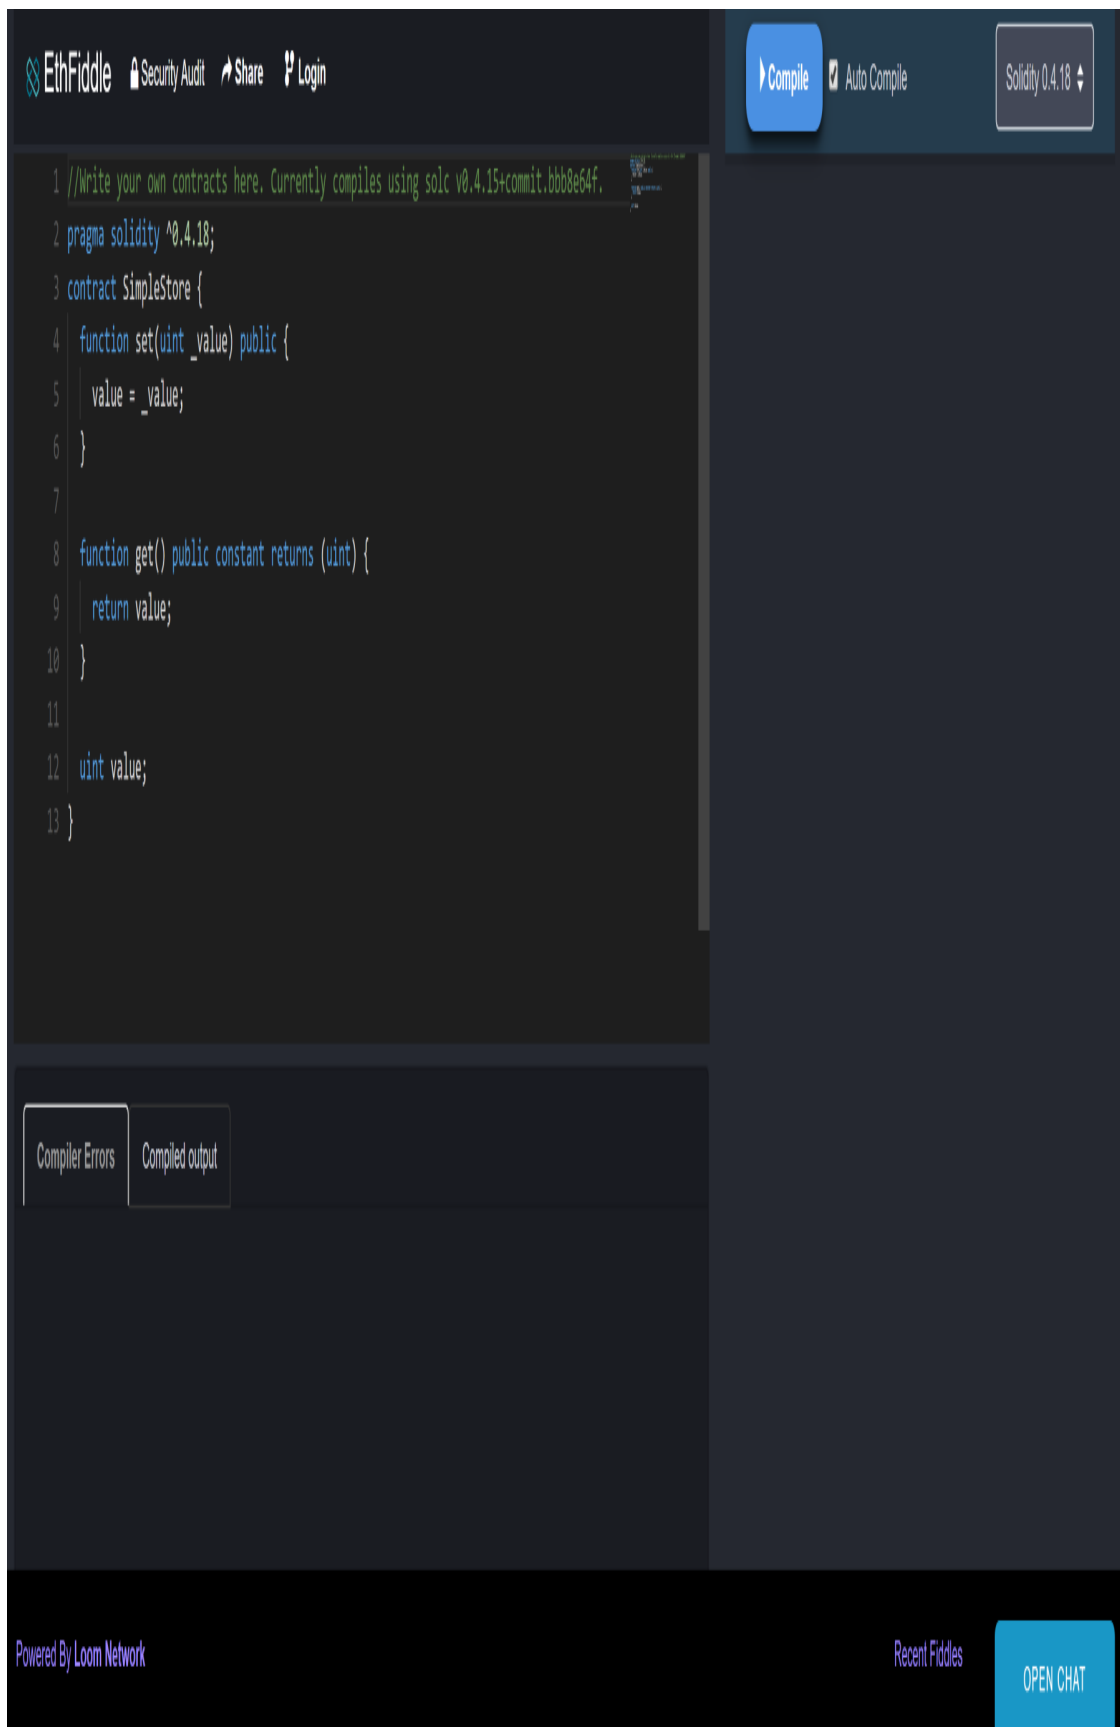 EthFiddle Security Audit Share Login
Compile Auto Compile Solidity 0.4.18
1 //Write your own contracts here. Currently compiles using solc v0.4.15+commit.bbb8e64f.
2 pragma solidity ^0.4.18;
3 contract SimpleStore {
4 function set(uint _value) public {
5 value = _value;
6 }
7
8 function get() public constant returns (uint) {
9 return value;
10 }
11
12 uint value;
13 }
Compiler Errors Compiled output
Powered By Loom Network
Recent Fiddles
OPEN CHAT